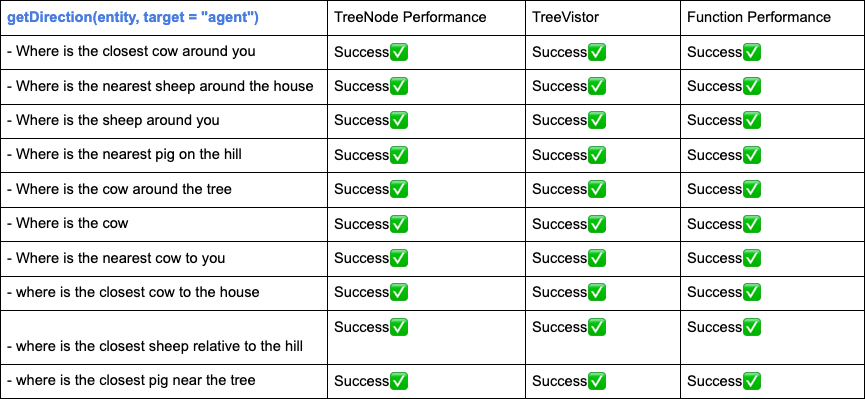 getDirection(entity, target = "agent") TreeNode Performance TreeVistor Function Performance
- Where is the closest cow around you Success✅ Success✅ Success✅
- Where is the nearest sheep around the house Success✅ Success✅ Success✅
- Where is the sheep around you Success✅ Success✅ Success✅
- Where is the nearest pig on the hill Success✅ Success✅ Success✅
- Where is the cow around the tree Success✅ Success✅ Success✅
- Where is the cow Success✅ Success✅ Success✅
- Where is the nearest cow to you Success✅ Success✅ Success✅
- where is the closest cow to the house Success✅ Success✅ Success✅
- where is the closest sheep relative to the hill Success✅ Success✅ Success✅
- where is the closest pig near the tree Success✅ Success✅ Success✅